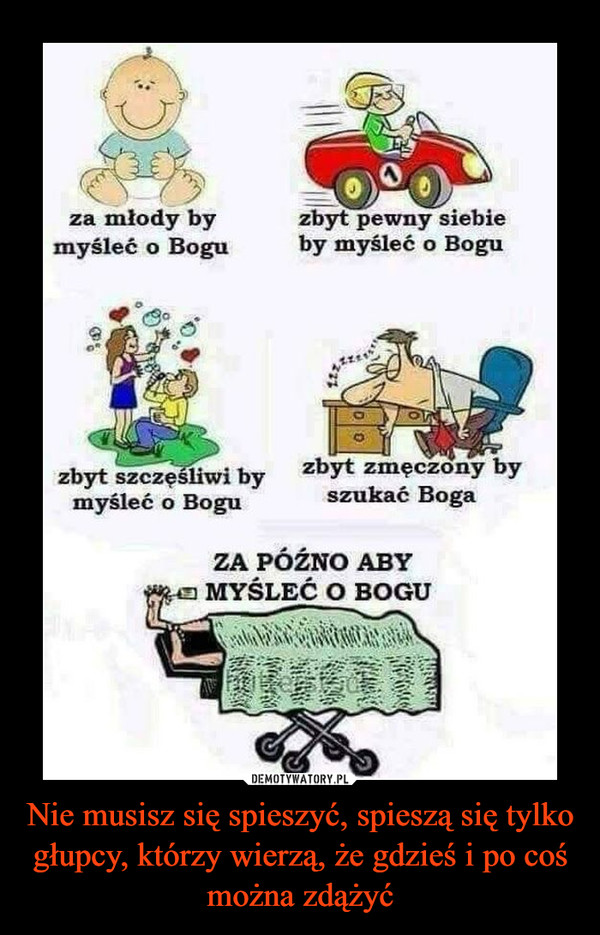 za młody by
myśleć o Bogu
1
zbyt pewny siebie
by myśleć o Bogu
zbyt szczęśliwi by
myśleć o Bogu
zzzzzzzz
zbyt zmęczony by
szukać Boga
ZA PÓŹNO ABY
MYŚLEĆ O BOGU
DEMOTYWATORY.PL
Nie musisz się spieszyć, spieszą się tylko
głupcy, którzy wierzą, że gdzieś i po coś
można zdążyć